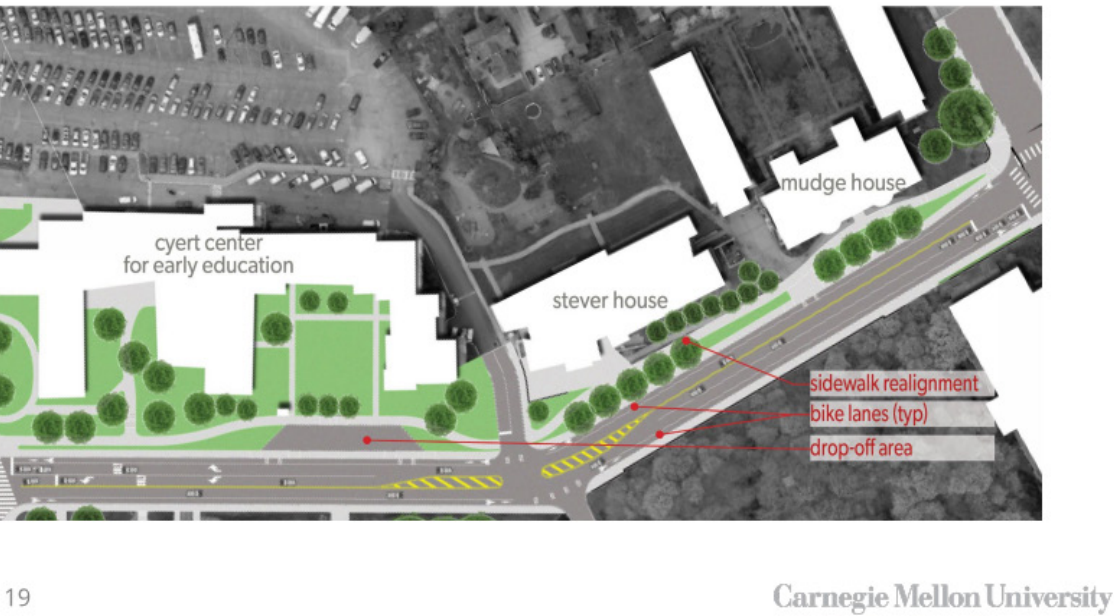 mudge house
cyert center
for early education
stever house
sidewalk realignment
bike lanes (typ)
drop-off area
19
Carnegie Mellon University